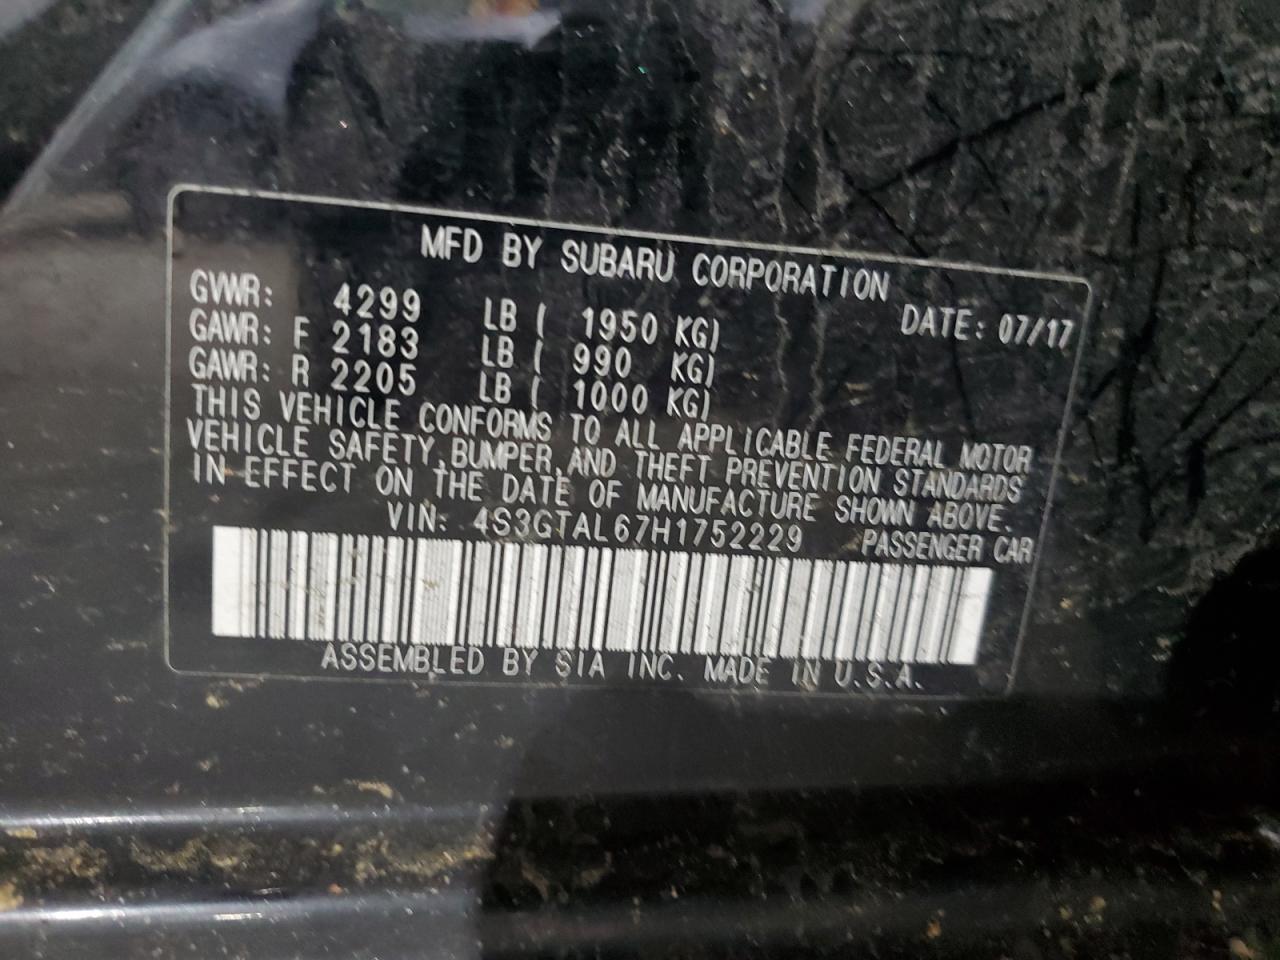 MFD BY SUBARU CORPORATION
GVWR: 4299 LB ( 1950 KG) DATE: 07/17
GAWR: F 2183 LB ( 990 KG)
GAWR: R 2205 LB ( 1000 KG)
THIS VEHICLE CONFORMS TO ALL APPLICABLE FEDERAL MOTOR
VEHICLE SAFETY, BUMPER, AND THEFT PREVENTION STANDARDS
IN EFFECT ON THE DATE OF MANUFACTURE SHOWN ABOVE.
VIN: 4S3GTAL67H1752229 PASSENGER CAR
ASSEMBLED BY SIA INC. MADE IN U.S.A.